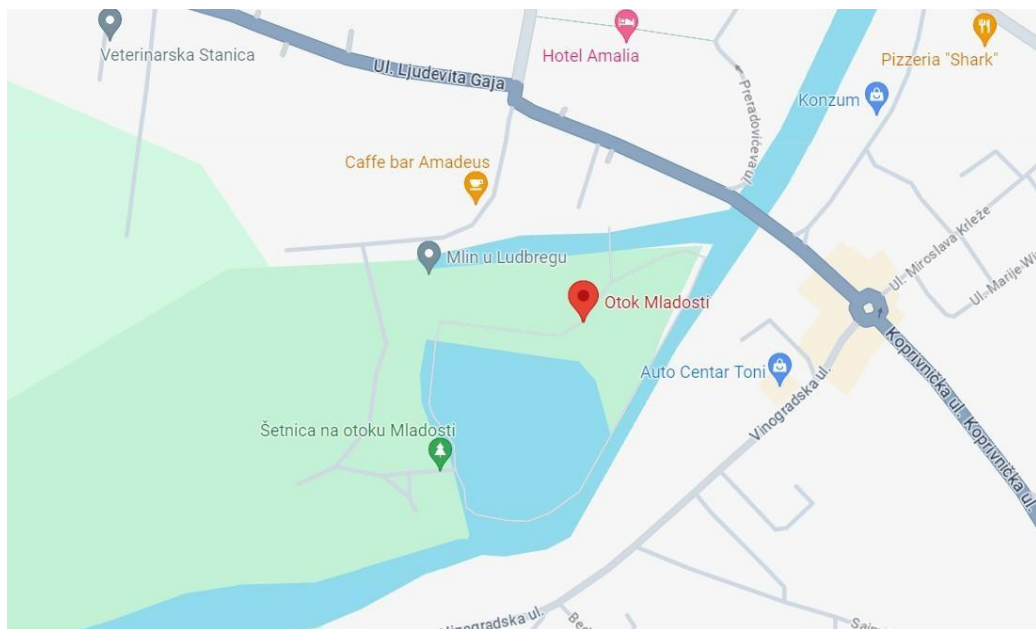 Veterinarska Stanica
Ul. Ljudevita Gaja
Hotel Amalia
Pizzeria "Shark"
Konzum
Preradovićeva ul.
Caffe bar Amadeus
Mlin u Ludbregu
Otok Mladosti
Ul. Miroslava Krleže
Ul. Marije
Auto Centar Toni
Vinogradska ul.
Koprivnička ul.
Koprivnička ul.
Šetnica na otoku Mladosti
ul.